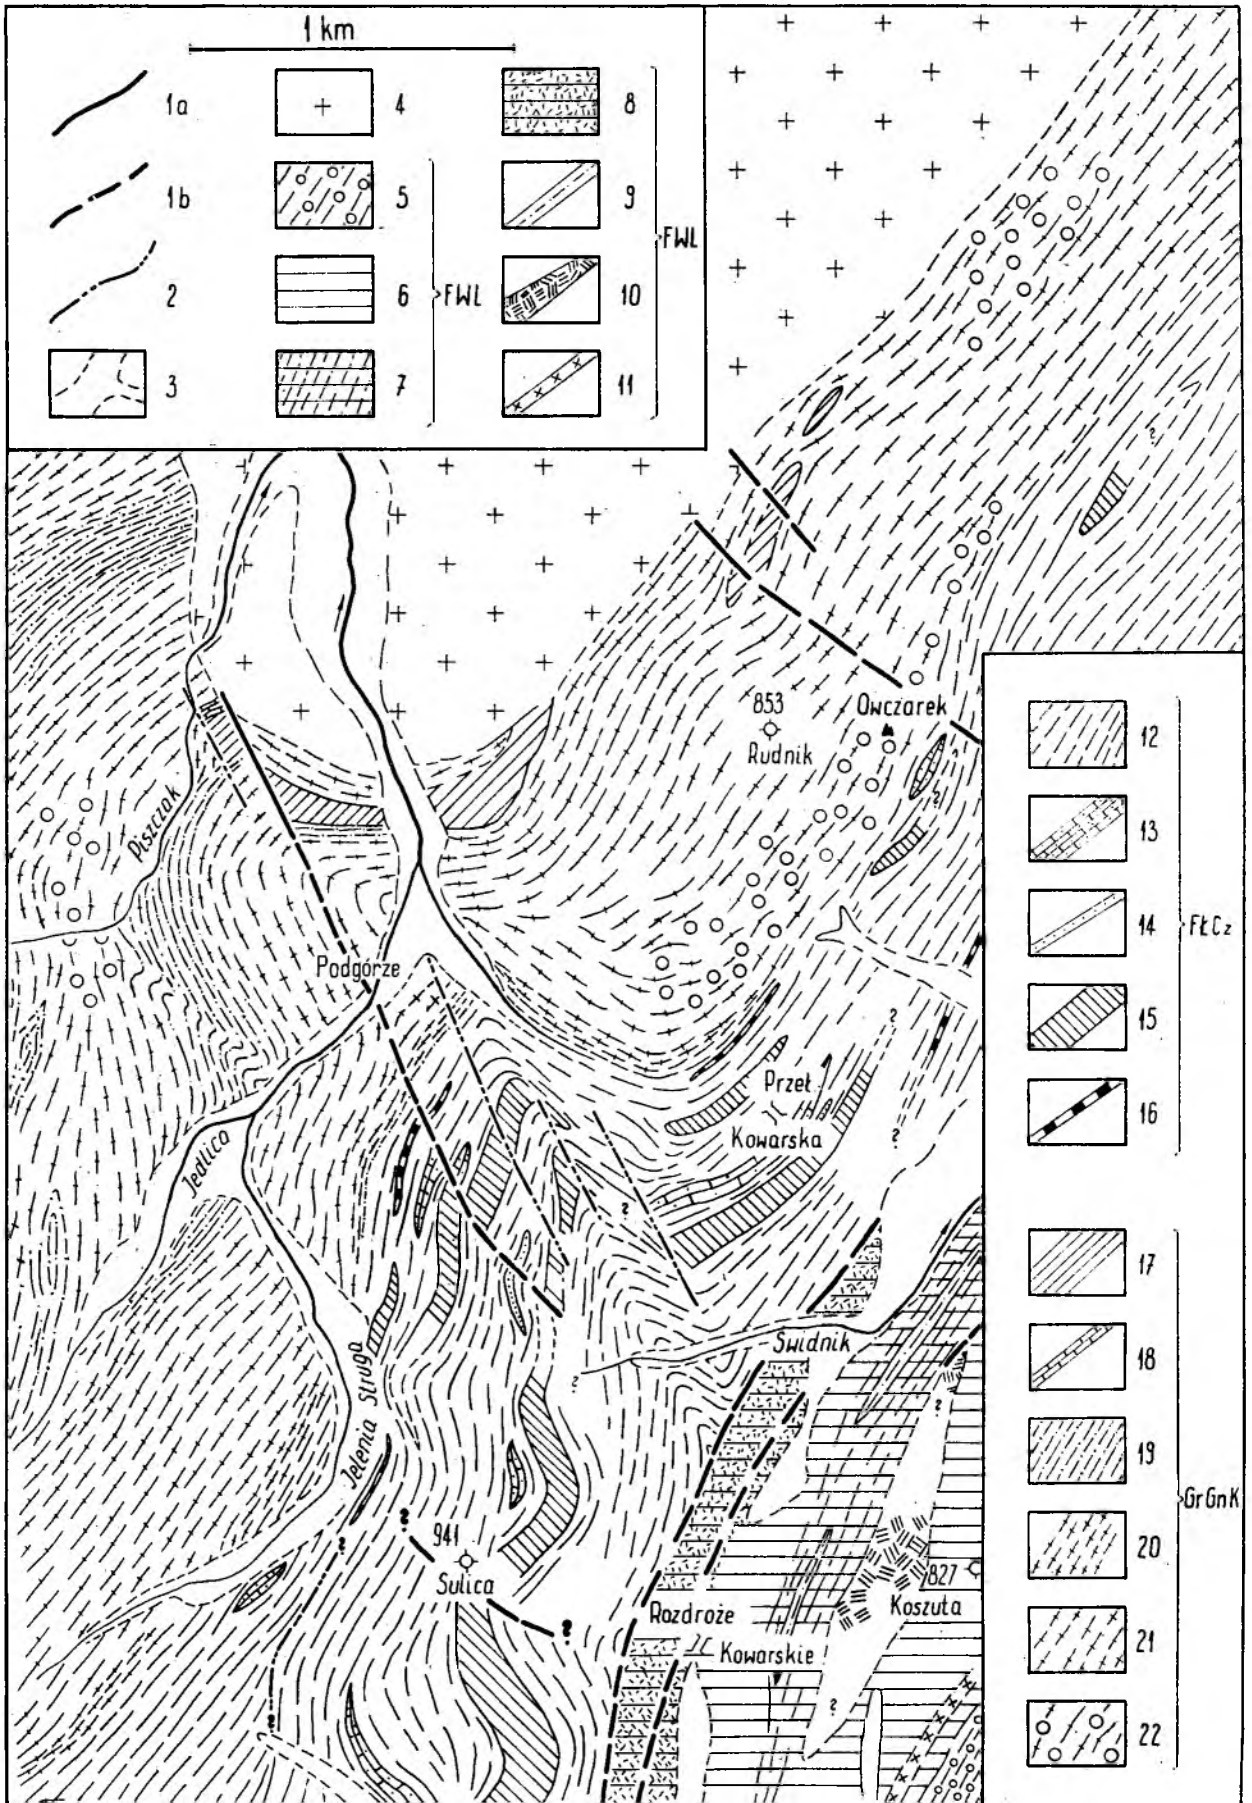 1 km
1a
4
8
1b
5
9
FWL
2
6
FWL
10
3
7
11
?
853
Owczarek
Rudnik
?
12
13
14
FŁCz
15
16
Piszczak
Podgórze
?
Przeł.
Kowarska
?
?
Jedlica
17
18
19
GrGnK
20
21
22
Świdnik
?
?
Jelenia Struga
?
?
941
Sulica
?
827
Koszuta
Rozdroże
Kowarskie
?
?